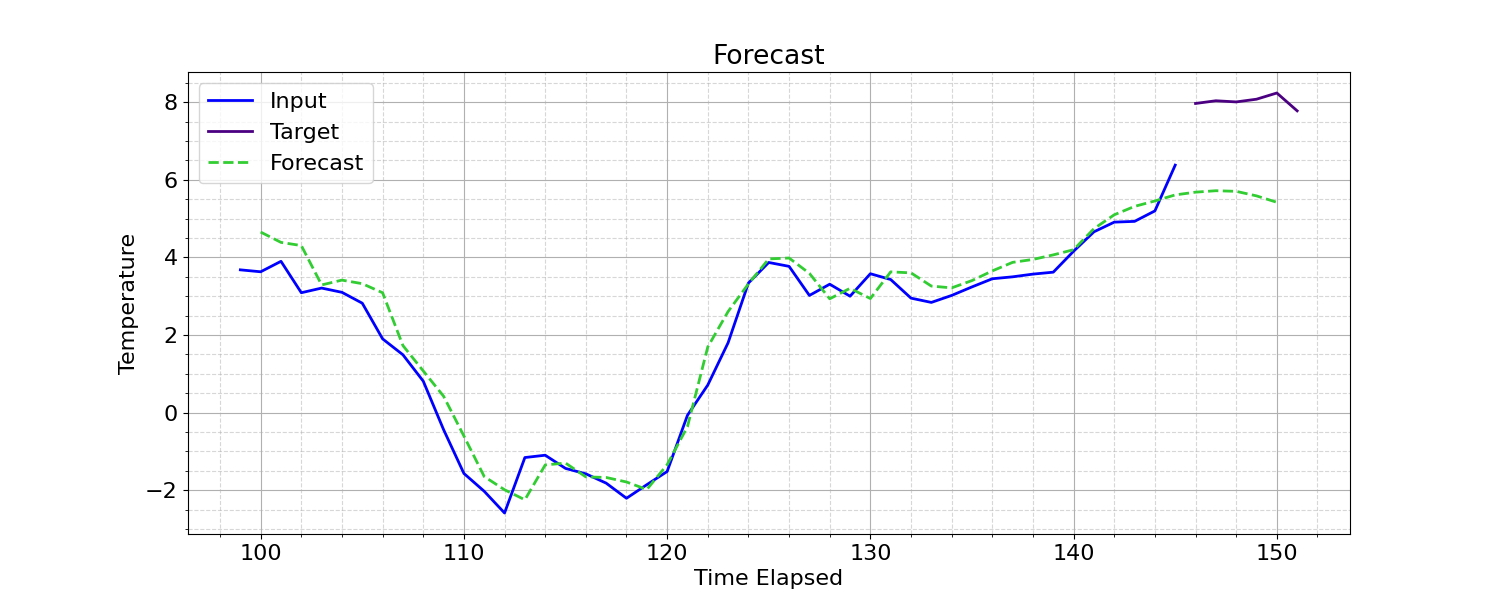 Forecast
Input
Target
Forecast
8
6
4
2
0
−2
Temperature
100 110 120 130 140 150
Time Elapsed